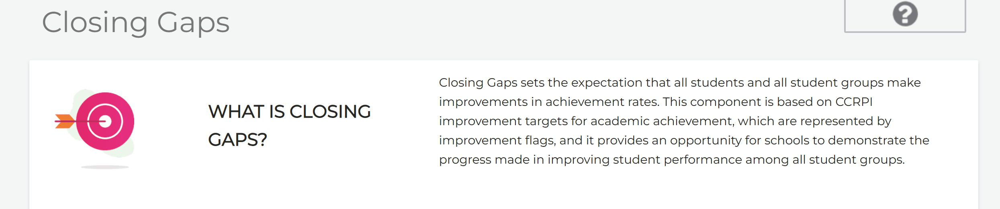 Closing Gaps
?
WHAT IS CLOSING
GAPS?
Closing Gaps sets the expectation that all students and all student groups make
improvements in achievement rates. This component is based on CCRPI
improvement targets for academic achievement, which are represented by
improvement flags, and it provides an opportunity for schools to demonstrate the
progress made in improving student performance among all student groups.